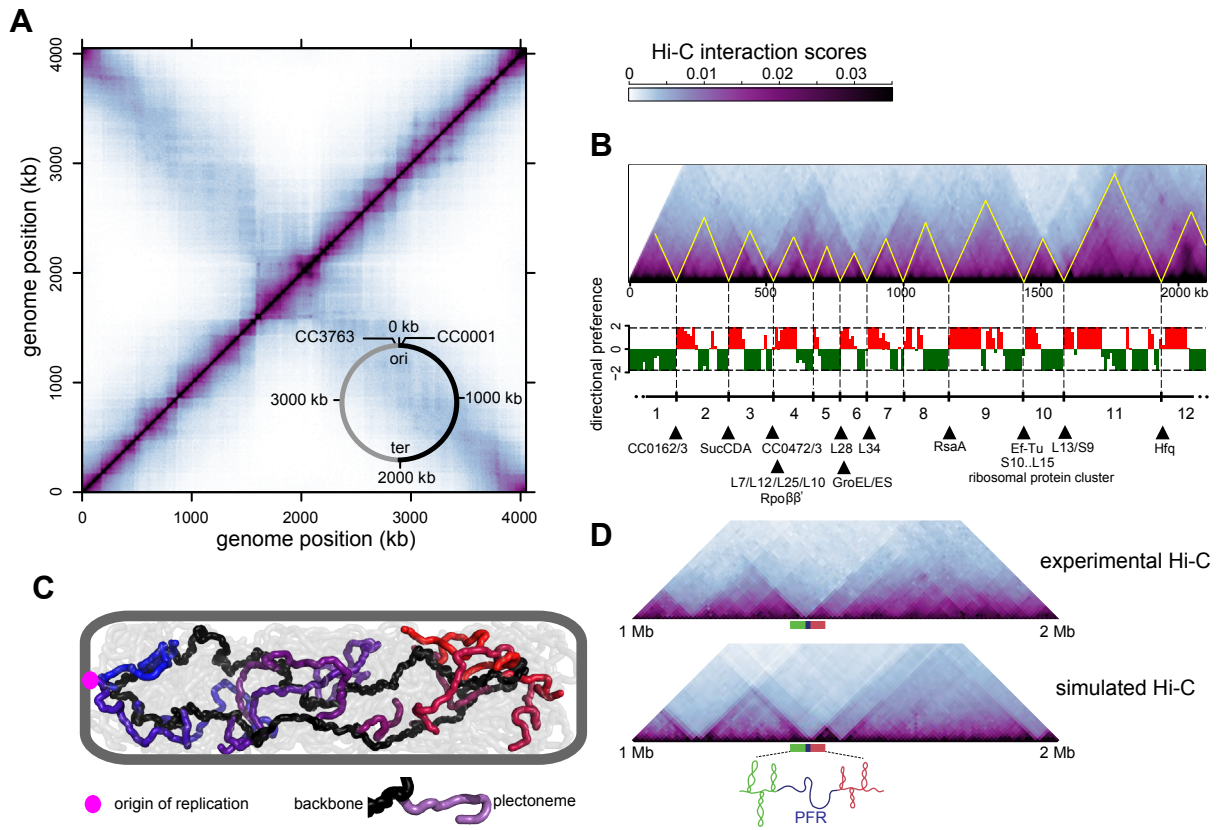 A
genome position (kb)
4000
3000
2000
1000
0
0 1000 2000 3000 4000
genome position (kb)
CC3763 0 kb CC0001
ori
3000 kb 1000 kb
ter
2000 kb
Hi-C interaction scores
0 0.01 0.02 0.03
B
0 500 1000 1500 2000 kb
directional preference
2
0
−2
1 2 3 4 5 6 7 8 9 10 11 12
CC0162/3 SucCDA CC0472/3 L28 L34 RsaA Ef-Tu L13/S9 Hfq
L7/L12/L25/L10 GroEL/ES S10..L15
Rpoββ' ribosomal protein cluster
C
origin of replication backbone plectoneme
D
experimental Hi-C
1 Mb 2 Mb
simulated Hi-C
1 Mb 2 Mb
PFR